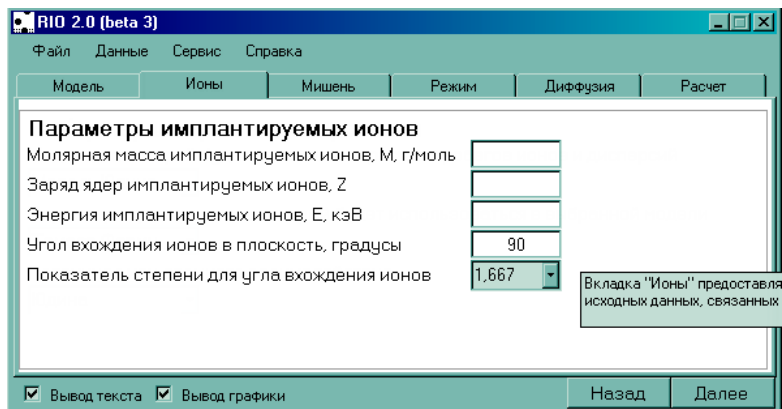 RIO 2.0 (beta 3)
Файл Данные Сервис Справка
Модель Ионы Мишень Режим Диффузия Расчет
Параметры имплантируемых ионов
Молярная масса имплантируемых ионов, М, г/моль
Заряд ядер имплантируемых ионов, Z
Энергия имплантируемых ионов, Е, кэВ
Угол вхождения ионов в плоскость, градусы 90
Показатель степени для угла вхождения ионов 1,667
Вкладка "Ионы" предоставля
исходных данных, связанных
Вывод текста Вывод графики Назад Далее